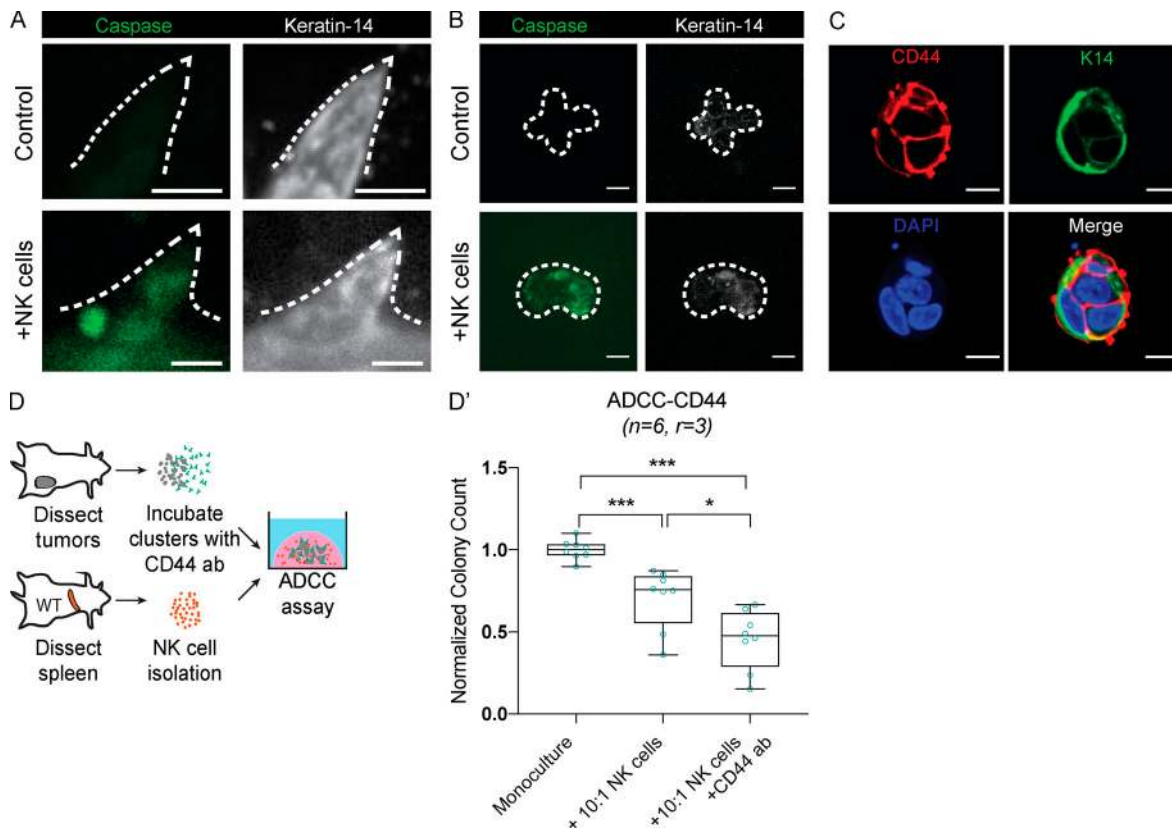 A
Caspase
Keratin-14
Control
+NK cells
B
Caspase
Keratin-14
Control
+NK cells
C
CD44
K14
DAPI
Merge
D
Dissect
tumors
Incubate
clusters with
CD44 ab
WT
Dissect
spleen
NK cell
isolation
ADCC
assay
D'
ADCC-CD44
(n=6, r=3)
Normalized Colony Count
1.5
1.0
0.5
0.0
***
***
*
Monoculture
+ 10:1 NK cells
+10:1 NK cells
+CD44 ab